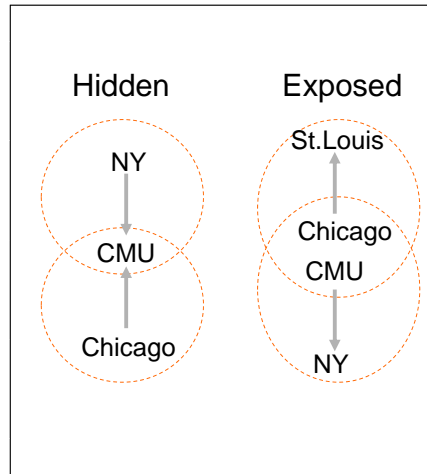 Hidden
NY
CMU
Chicago
Exposed
St.Louis
Chicago
CMU
NY